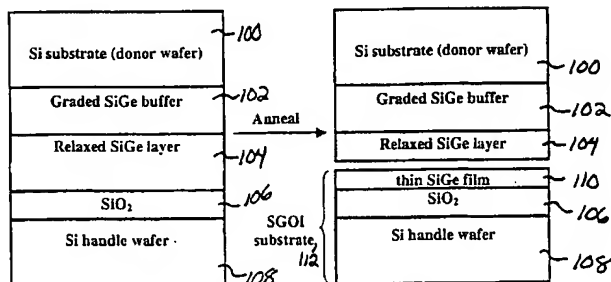 Si substrate (donor wafer)
100
Graded SiGe buffer
102
Relaxed SiGe layer
104
SiO2
106
Si handle wafer
108
Anneal
Si substrate (donor wafer)
100
Graded SiGe buffer
102
Relaxed SiGe layer
104
thin SiGe film
110
SiO2
106
SGOI
substrate,
112
Si handle wafer
108